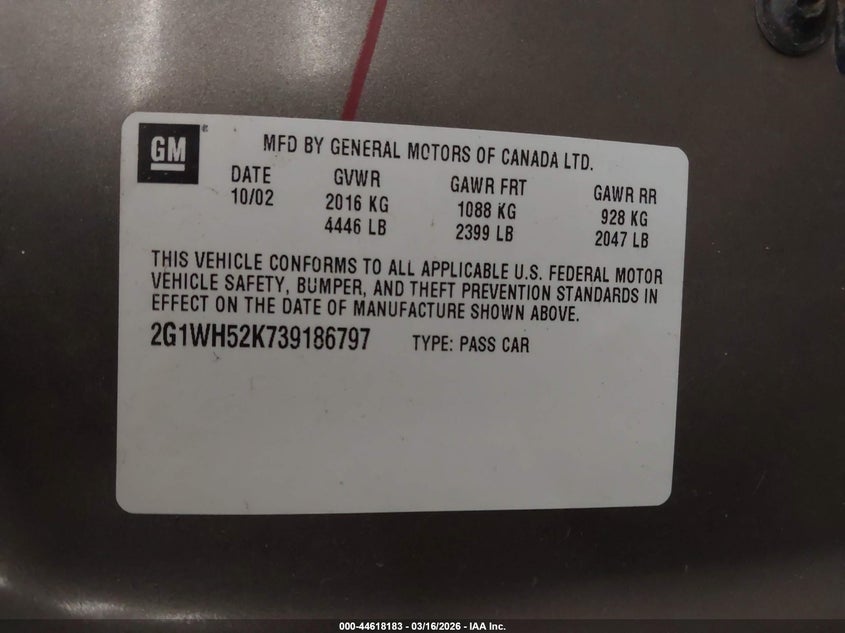 GM
MFD BY GENERAL MOTORS OF CANADA LTD.
DATE GVWR GAWR FRT GAWR RR
10/02 2016 KG 1088 KG 928 KG
4446 LB 2399 LB 2047 LB
THIS VEHICLE CONFORMS TO ALL APPLICABLE U.S. FEDERAL MOTOR
VEHICLE SAFETY, BUMPER, AND THEFT PREVENTION STANDARDS IN
EFFECT ON THE DATE OF MANUFACTURE SHOWN ABOVE.
2G1WH52K739186797 TYPE: PASS CAR
000-44618183 - 03/16/2026 - IAA Inc.